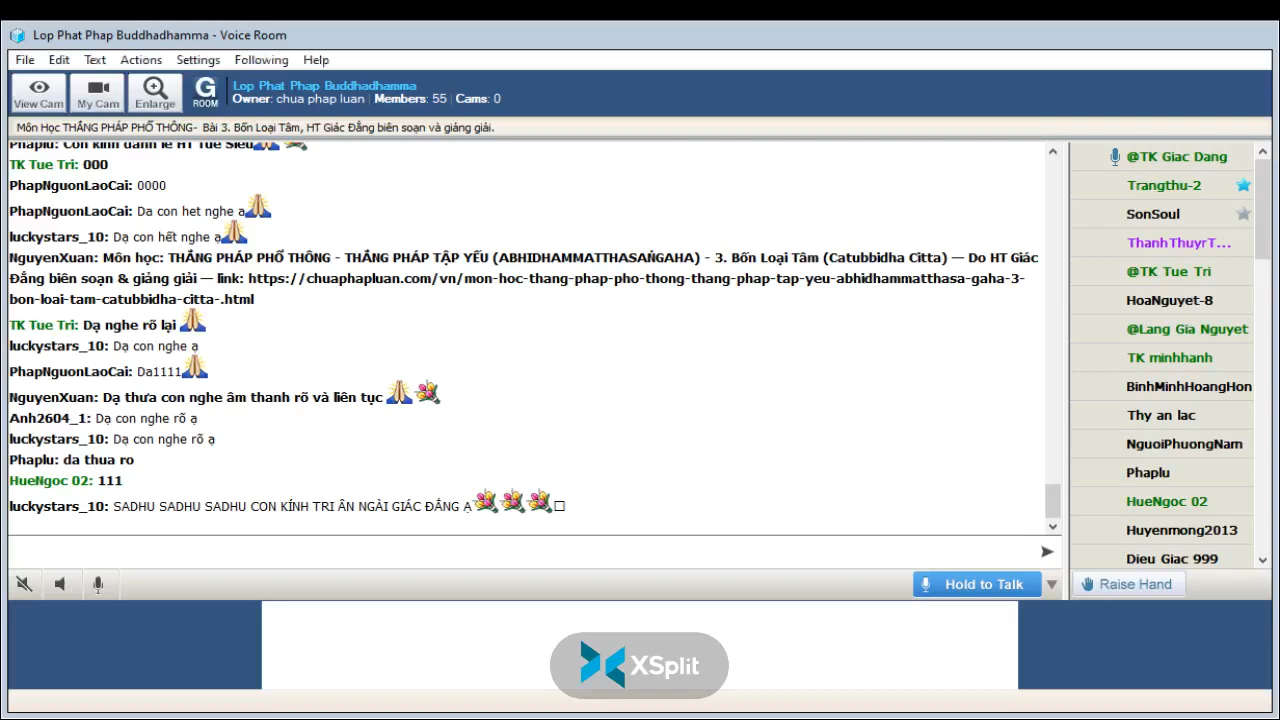 Lop Phat Phap Buddhadhamma - Voice Room
File Edit Text Actions Settings Following Help
View Cam My Cam Enlarge G ROOM
Lop Phat Phap Buddhadhamma
Owner: chua phap luan | Members: 55 | Cams: 0
Môn Học THẮNG PHÁP PHỔ THÔNG- Bài 3. Bốn Loại Tâm, HT Giác Đẳng biên soạn và giảng giải.
Phaplu: Con kinh danh le HT Tue Sieu
TK Tue Tri: 000
PhapNguonLaoCai: 0000
PhapNguonLaoCai: Da con het nghe ạ
luckystars_10: Dạ con hết nghe ạ
NguyenXuan: Môn học: THẮNG PHÁP PHỔ THÔNG - THẮNG PHÁP TẬP YẾU (ABHIDHAMMATTHASAṄGAHA) - 3. Bốn Loại Tâm (Catubbidha Citta) — Do HT Giác
Đẳng biên soạn & giảng giải — link: https://chuaphapluan.com/vn/mon-hoc-thang-phap-pho-thong-thang-phap-tap-yeu-abhidhammatthasa-gaha-3-
bon-loai-tam-catubbidha-citta-.html
TK Tue Tri: Dạ nghe rõ lại
luckystars_10: Dạ con nghe ạ
PhapNguonLaoCai: Da1111
NguyenXuan: Dạ thưa con nghe âm thanh rõ và liên tục
Anh2604_1: Dạ con nghe rõ ạ
luckystars_10: Dạ con nghe rõ ạ
Phaplu: da thua ro
HueNgoc 02: 111
luckystars_10: SADHU SADHU SADHU CON KÍNH TRI ÂN NGÀI GIÁC ĐẲNG Ạ
Hold to Talk
@TK Giac Dang
Trangthu-2
SonSoul
ThanhThuyrT...
@TK Tue Tri
HoaNguyet-8
@Lang Gia Nguyet
TK minhhanh
BinhMinhHoangHon
Thy an lac
NguoiPhuongNam
Phaplu
HueNgoc 02
Huyenmong2013
Dieu Giac 999
Raise Hand
XSplit